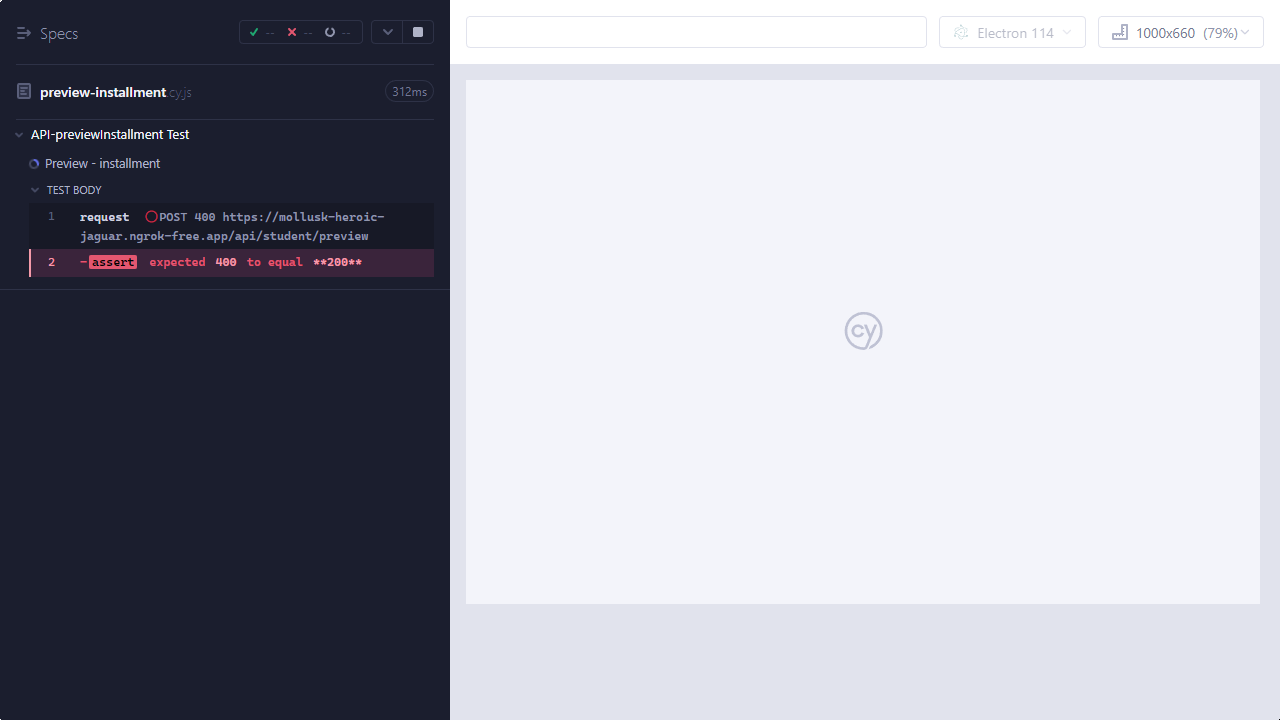 Specs
-- -- --
preview-installment.cy.js 312ms
API-previewInstallment Test
Preview - installment
TEST BODY
1 request POST 400 https://mollusk-heroic-
jaguar.ngrok-free.app/api/student/preview
2 -assert expected 400 to equal **200**
Electron 114
1000x660 (79%)
cy